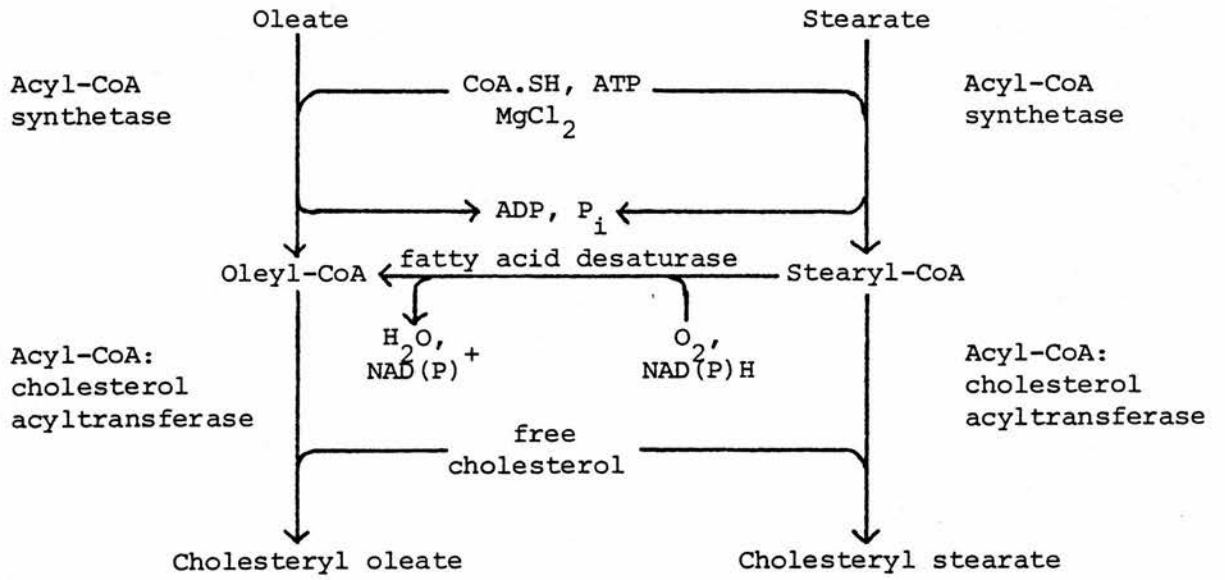 Oleate Stearate
Acyl-CoA
synthetase
CoA.SH, ATP
MgCl2
Acyl-CoA
synthetase
ADP, Pi
fatty acid desaturase
Oleyl-CoA Stearyl-CoA
H2O,
NAD(P)+
O2,
NAD(P)H
Acyl-CoA:
cholesterol
acyltransferase
Acyl-CoA:
cholesterol
acyltransferase
free
cholesterol
Cholesteryl oleate Cholesteryl stearate